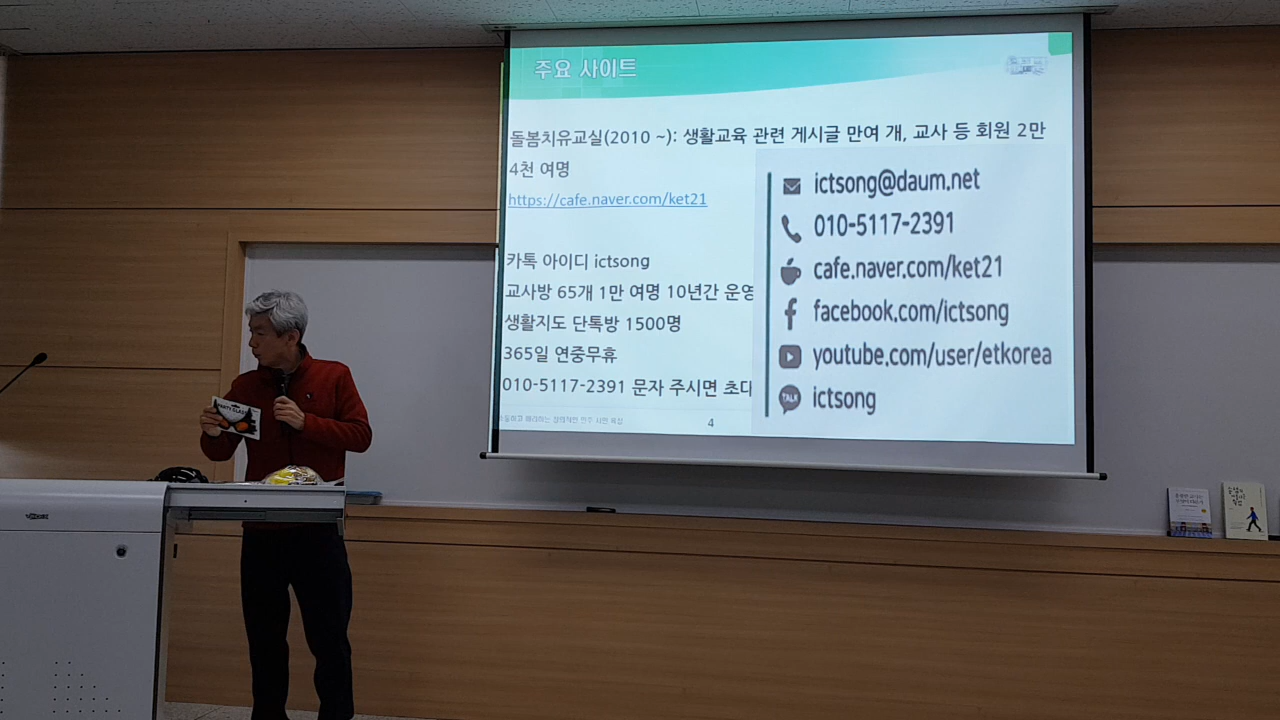 주요 사이트
돌봄치유교실(2010 ~): 생활교육 관련 게시글 만여 개, 교사 등 회원 2만
4천 여명
https://cafe.naver.com/ket21
카톡 아이디 ictsong
교사방 65개 1만 여명 10년간 운영
생활지도 단톡방 1500명
365일 연중무휴
010-5117-2391 문자 주시면 초대
ictsong@daum.net
010-5117-2391
cafe.naver.com/ket21
facebook.com/ictsong
youtube.com/user/etkorea
TALK
ictsong
4
PARTY